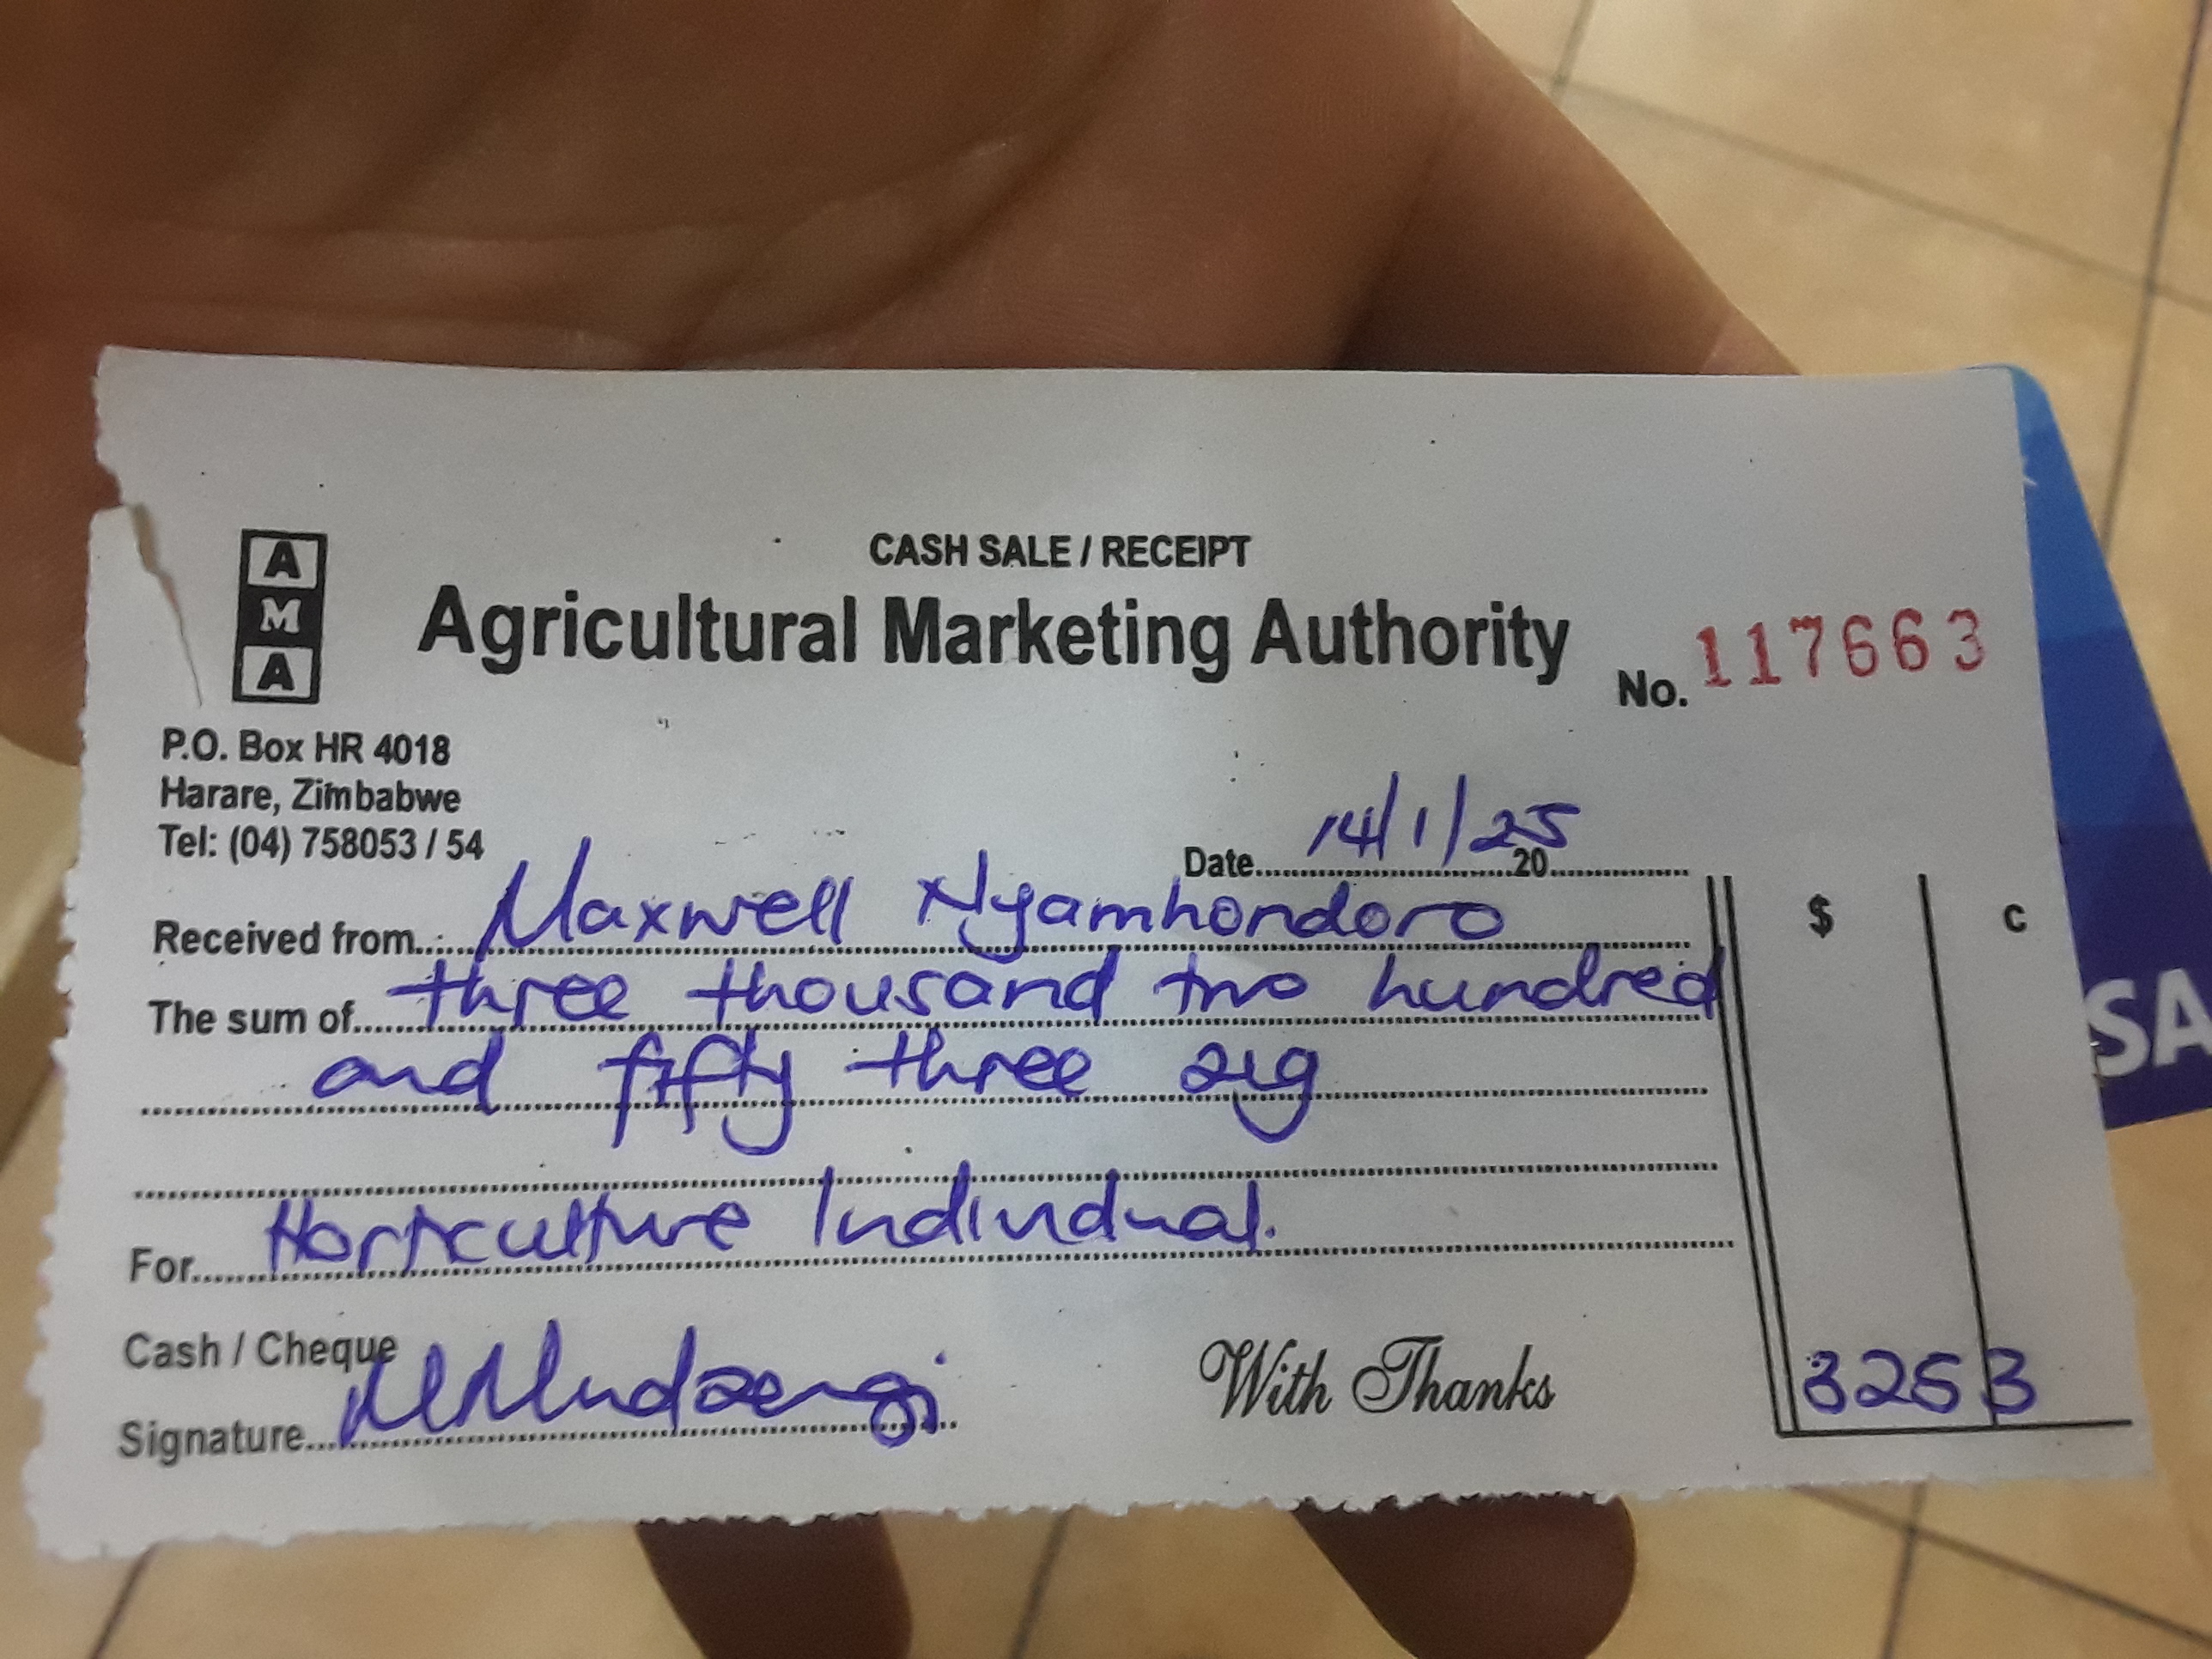 CASH SALE / RECEIPT
A
M
A
Agricultural Marketing Authority
No. 117663
P.O. Box HR 4018
Harare, Zimbabwe
Tel: (04) 758053 / 54
Date 14/1/25 20
Received from Maxwell Nyamhondoro
$ c
The sum of three thousand two hundred
and fifty three zig
For Horticulture Individual.
Cash / Cheque
With Thanks
3253
Signature
SA